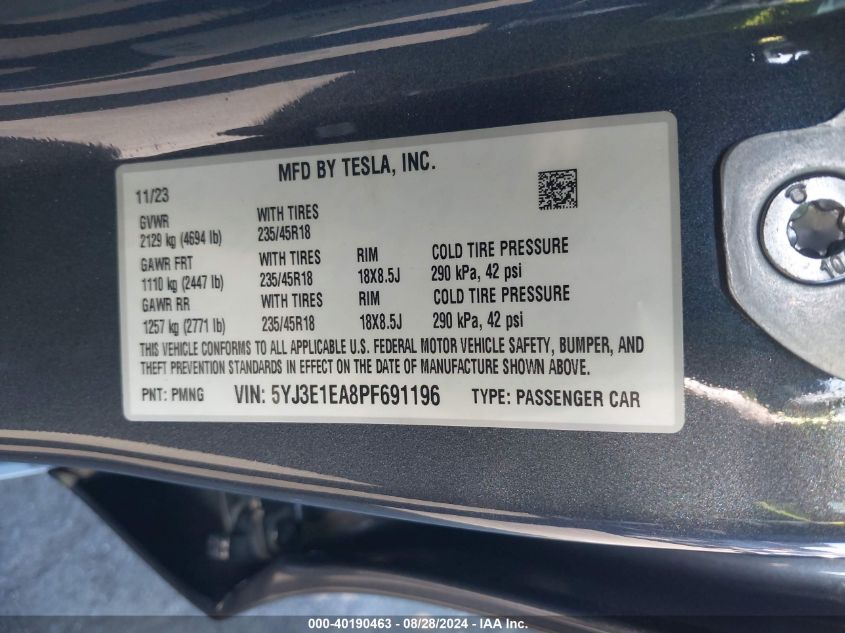 MFD BY TESLA, INC.
11/23
GVWR WITH TIRES
2129 kg (4694 lb) 235/45R18
GAWR FRT WITH TIRES RIM COLD TIRE PRESSURE
1110 kg (2447 lb) 235/45R18 18X8.5J 290 kPa, 42 psi
GAWR RR WITH TIRES RIM COLD TIRE PRESSURE
1257 kg (2771 lb) 235/45R18 18X8.5J 290 kPa, 42 psi
THIS VEHICLE CONFORMS TO ALL APPLICABLE U.S. FEDERAL MOTOR VEHICLE SAFETY, BUMPER, AND
THEFT PREVENTION STANDARDS IN EFFECT ON THE DATE OF MANUFACTURE SHOWN ABOVE.
PNT: PMNG VIN: 5YJ3E1EA8PF691196 TYPE: PASSENGER CAR
000-40190463 - 08/28/2024 - IEAKS Inc.